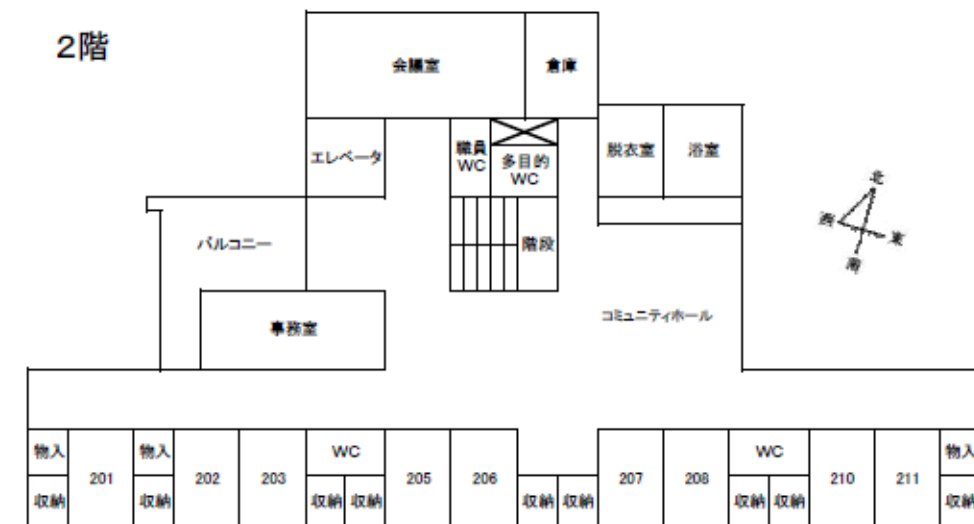 2階
会議室
倉庫
エレベータ
職員
WC
多目的
WC
脱衣室
浴室
北
西
東
南
バルコニー
階段
事務室
コミュニティホール
物入
201
物入
202
203
WC
205
206
207
208
WC
210
211
物入
収納
収納
収納
収納
収納
収納
収納
収納
収納